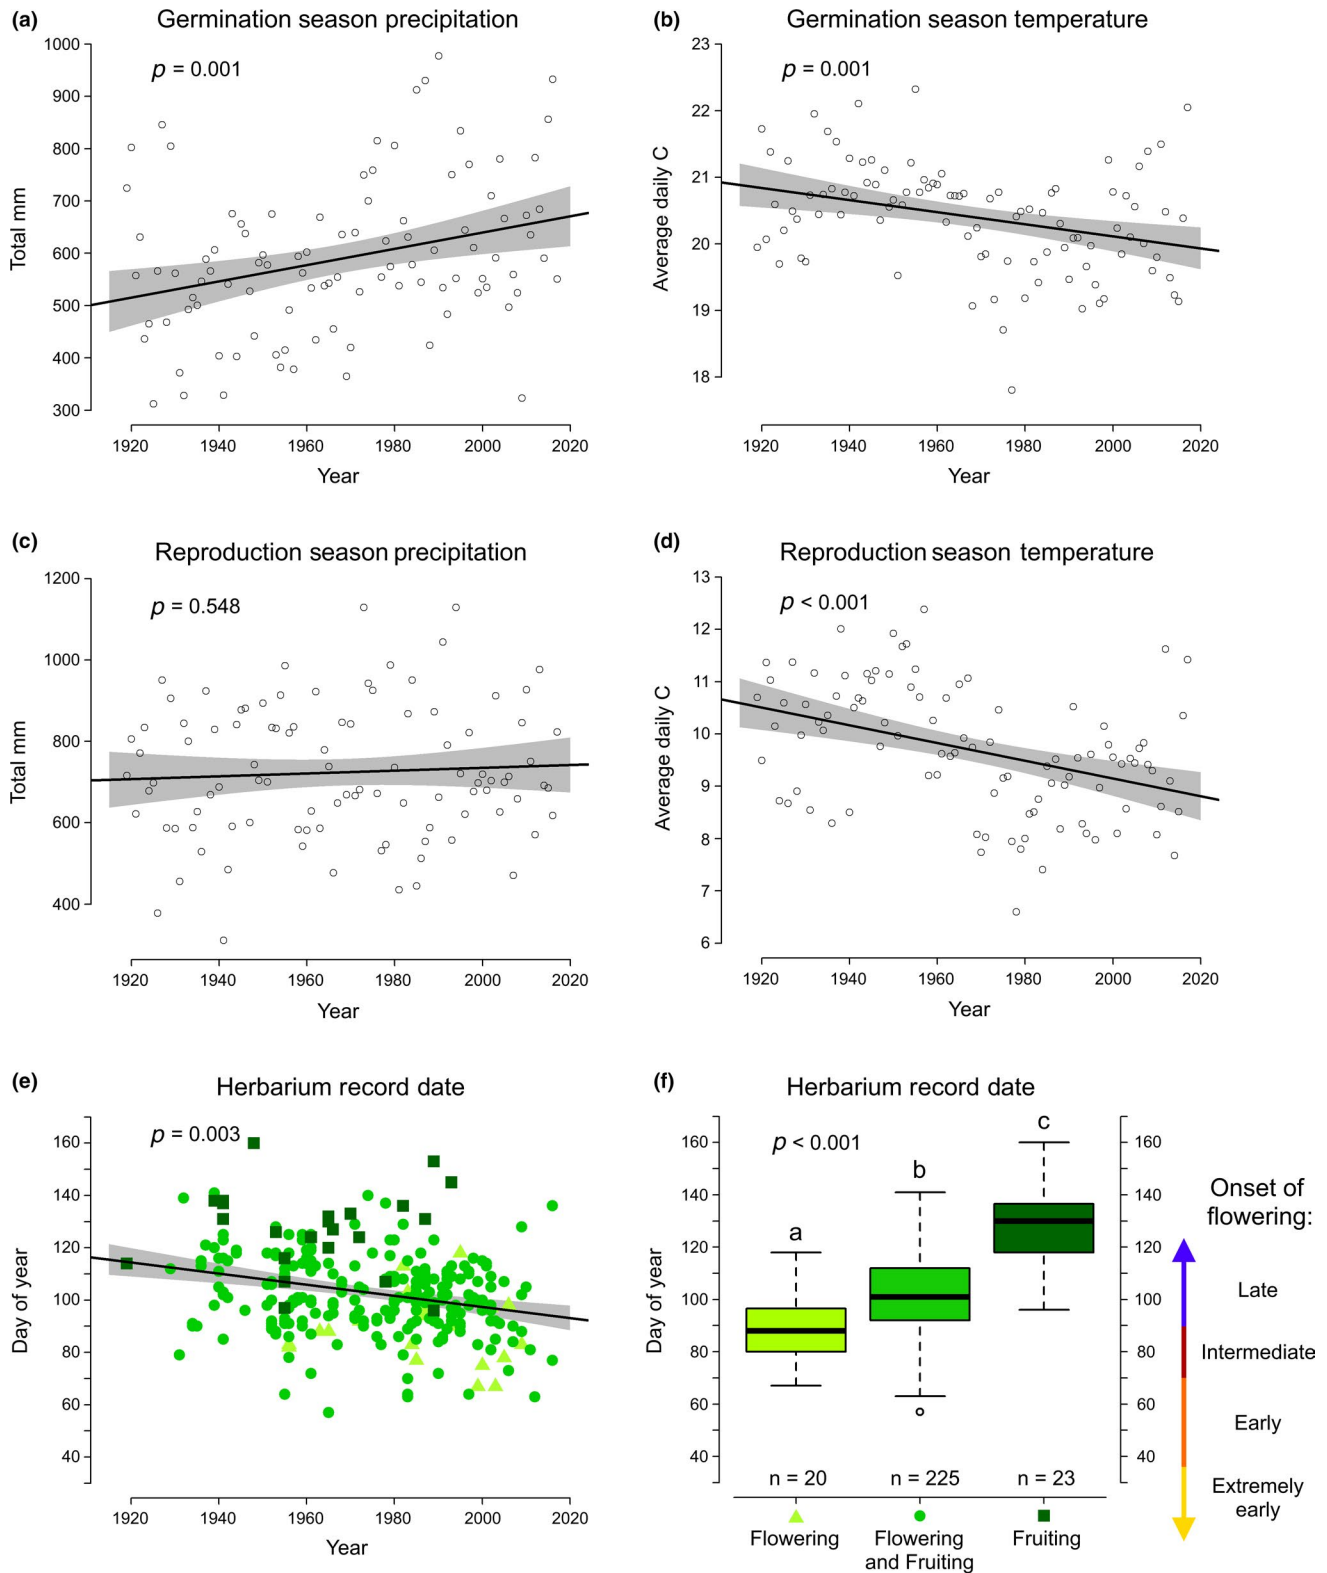 (a)
Germination season precipitation
p = 0.001
Total mm
1000
900
800
700
600
500
400
300
1920 1940 1960 1980 2000 2020
Year
(b)
Germination season temperature
p = 0.001
Average daily C
23
22
21
20
19
18
1920 1940 1960 1980 2000 2020
Year
(c)
Reproduction season precipitation
p = 0.548
Total mm
1200
1000
800
600
400
1920 1940 1960 1980 2000 2020
Year
(d)
Reproduction season temperature
p < 0.001
Average daily C
13
12
11
10
9
8
7
6
1920 1940 1960 1980 2000 2020
Year
(e)
Herbarium record date
p = 0.003
Day of year
160
140
120
100
80
60
40
1920 1940 1960 1980 2000 2020
Year
(f)
Herbarium record date
p < 0.001
Day of year
160
140
120
100
80
60
40
a
b
c
n = 20
n = 225
n = 23
Flowering
Flowering
and Fruiting
Fruiting
160
140
120
100
80
60
40
Onset of
flowering:
Late
Intermediate
Early
Extremely
early